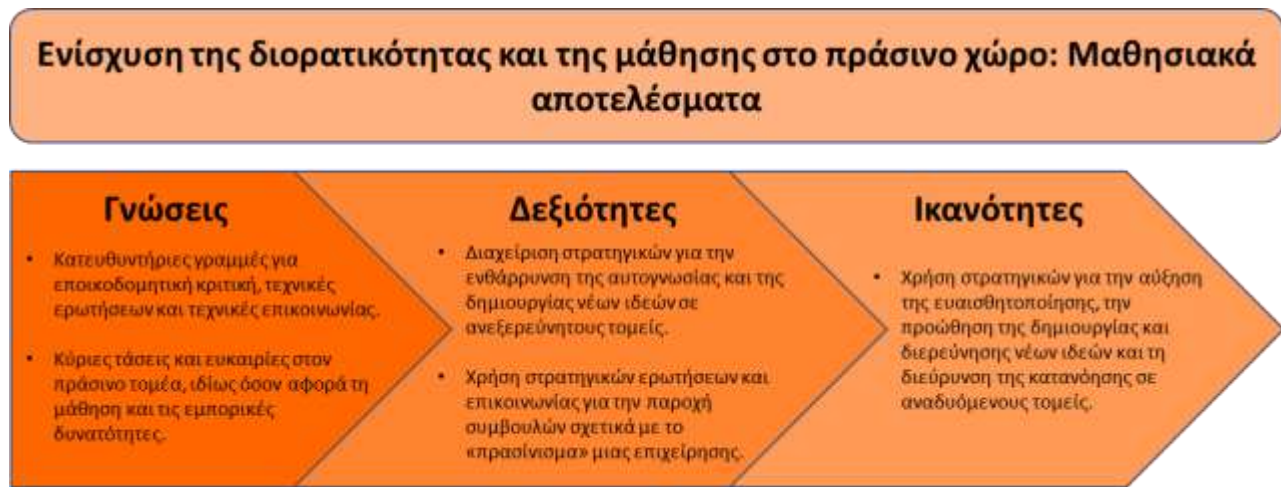 Ενίσχυση της διορατικότητας και της μάθησης στο πράσινο χώρο: Μαθησιακά
αποτελέσματα
Γνώσεις
• Κατευθυντήριες γραμμές για
εποικοδομητική κριτική, τεχνικές
ερωτήσεων και τεχνικές επικοινωνίας.
• Κύριες τάσεις και ευκαιρίες στον
πράσινο τομέα, ιδίως όσον αφορά τη
μάθηση και τις εμπορικές
δυνατότητες.
Δεξιότητες
• Διαχείριση στρατηγικών για την
ενθάρρυνση της αυτογνωσίας και της
δημιουργίας νέων ιδεών σε
ανεξερεύνητους τομείς.
• Χρήση στρατηγικών ερωτήσεων και
επικοινωνίας για την παροχή
συμβουλών σχετικά με το
«πρασίνισμα» μιας επιχείρησης.
Ικανότητες
• Χρήση στρατηγικών για την αύξηση
της ευαισθητοποίησης, την
προώθηση της δημιουργίας και
διερεύνησης νέων ιδεών και τη
διεύρυνση της κατανόησης σε
αναδυόμενους τομείς.